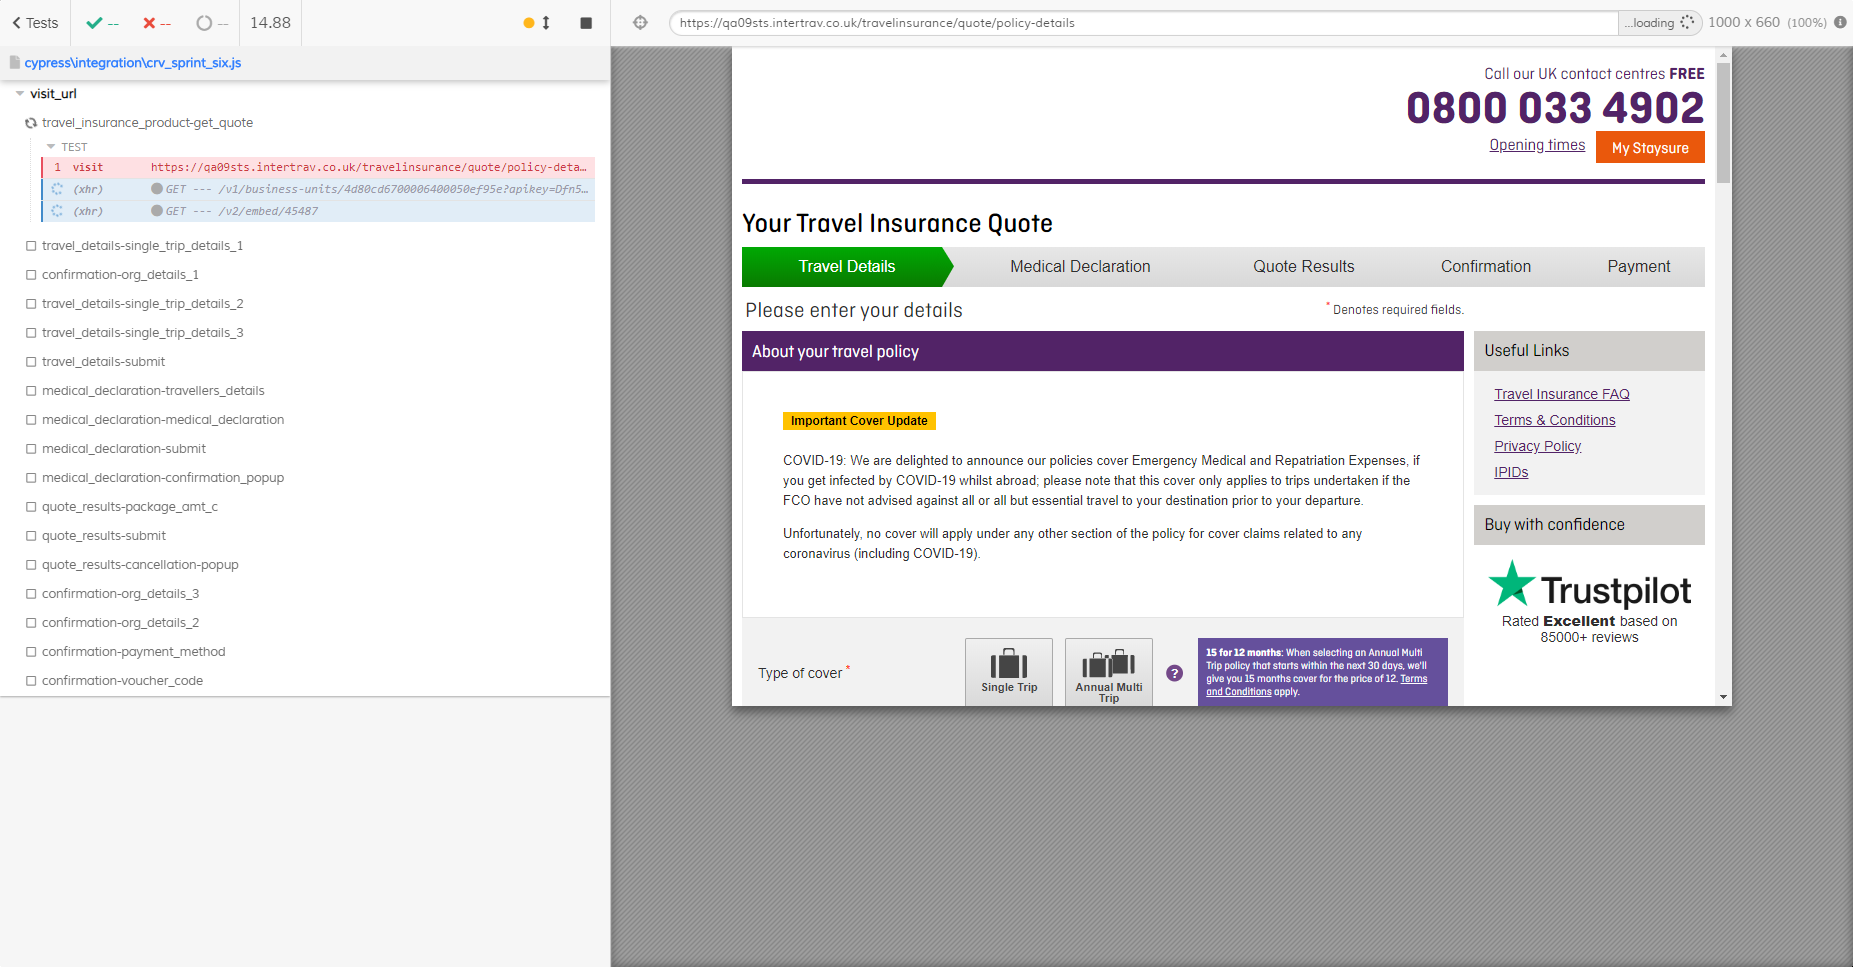 Tests
--
--
--
14.88
https://qa09sts.intertrav.co.uk/travelinsurance/quote/policy-details
...loading
1000 x 660 (100%)
cypress\integration\crv_sprint_six.js
visit_url
travel_insurance_product-get_quote
TEST
1 visit https://qa09sts.intertrav.co.uk/travelinsurance/quote/policy-deta...
(xhr) GET --- /v1/business-units/4d80cd6700006400050ef95e?apikey=Dfn5...
(xhr) GET --- /v2/embed/45487
travel_details-single_trip_details_1
confirmation-org_details_1
travel_details-single_trip_details_2
travel_details-single_trip_details_3
travel_details-submit
medical_declaration-travellers_details
medical_declaration-medical_declaration
medical_declaration-submit
medical_declaration-confirmation_popup
quote_results-package_amt_c
quote_results-submit
quote_results-cancellation-popup
confirmation-org_details_3
confirmation-org_details_2
confirmation-payment_method
confirmation-voucher_code
Call our UK contact centres FREE
0800 033 4902
Opening times
My Staysure
Your Travel Insurance Quote
Travel Details
Medical Declaration
Quote Results
Confirmation
Payment
Please enter your details
* Denotes required fields.
About your travel policy
Important Cover Update
COVID-19: We are delighted to announce our policies cover Emergency Medical and Repatriation Expenses, if
you get infected by COVID-19 whilst abroad; please note that this cover only applies to trips undertaken if the
FCO have not advised against all or all but essential travel to your destination prior to your departure.
Unfortunately, no cover will apply under any other section of the policy for cover claims related to any
coronavirus (including COVID-19).
Type of cover *
Single Trip
Annual Multi
Trip
?
15 for 12 months: When selecting an Annual Multi
Trip policy that starts within the next 30 days, we'll
give you 15 months cover for the price of 12. Terms
and Conditions apply.
Useful Links
Travel Insurance FAQ
Terms & Conditions
Privacy Policy
IPIDs
Buy with confidence
Trustpilot
Rated Excellent based on
85000+ reviews